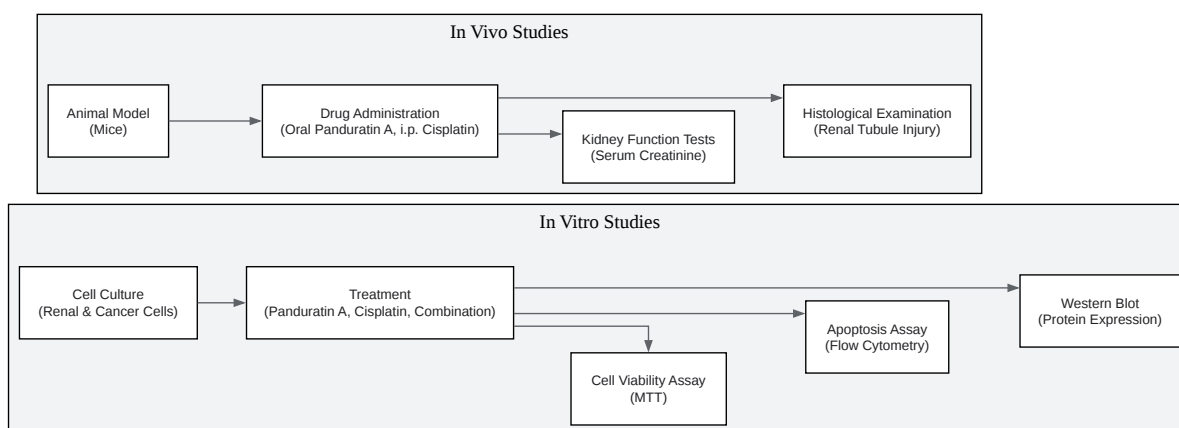 In Vivo Studies
Animal Model
(Mice)
Drug Administration
(Oral Panduratin A, i.p. Cisplatin)
Kidney Function Tests
(Serum Creatinine)
Histological Examination
(Renal Tubule Injury)
In Vitro Studies
Cell Culture
(Renal & Cancer Cells)
Treatment
(Panduratin A, Cisplatin, Combination)
Cell Viability Assay
(MTT)
Apoptosis Assay
(Flow Cytometry)
Western Blot
(Protein Expression)